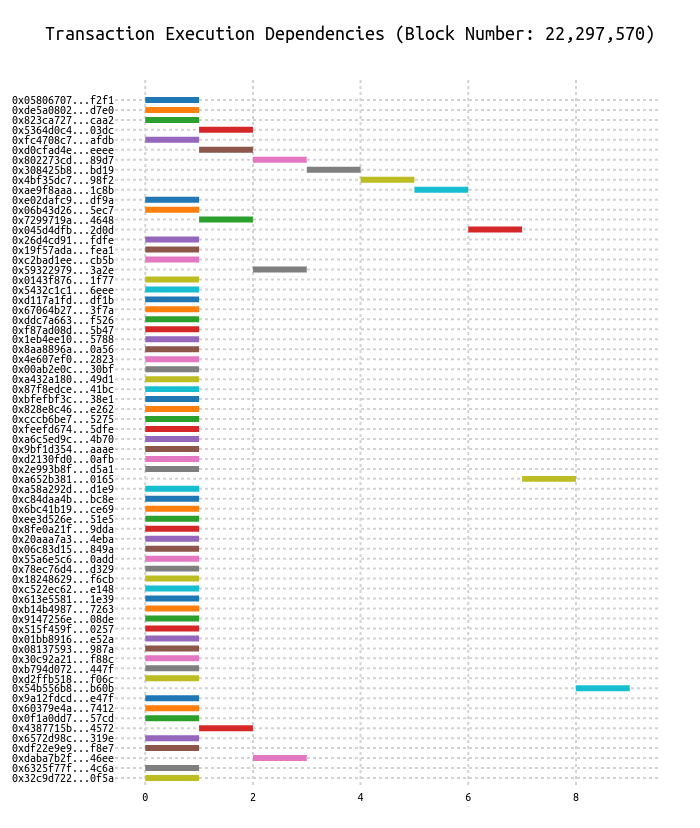 Transaction Execution Dependencies (Block Number: 22,297,570)
0x05806707...f2f1
0xde5a0802...d7e0
0x823ca727...caa2
0x5364d0c4...03dc
0xfc4708c7...afdb
0xd0cfad4e...eeee
0x802273cd...89d7
0x308425b8...bd19
0x4bf35dc7...98f2
0xae9f8aaa...1c8b
0xe02dafc9...df9a
0x06b43d26...5ec7
0x7299719a...4648
0x045d4dfb...2d0d
0x26d4cd91...fdfe
0x19f57ada...fea1
0xc2bad1ee...cb5b
0x59322979...3a2e
0x0143f876...1f77
0x5432c1c1...6eee
0xd117a1fd...df1b
0x67064b27...3f7a
0xddc7a663...f526
0xf87ad08d...5b47
0x1eb4ee10...5788
0x8aa8896a...0a56
0x4e607ef0...2823
0x00ab2e0c...30bf
0xa432a180...49d1
0x87f8edce...41bc
0xbfefbf3c...38e1
0x828e8c46...e262
0xcccb6be7...5275
0xfeefd674...5dfe
0xa6c5ed9c...4b70
0x9bf1d354...aaae
0xd2130fd0...0afb
0x2e993b8f...d5a1
0xa652b381...0165
0xa58a292d...d1e9
0xc84daa4b...bc8e
0x6bc41b19...ce69
0xee3d526e...51e5
0x8fe0a21f...9dda
0x20aaa7a3...4eba
0x06c83d15...849a
0x55a6e5c6...0add
0x78ec76d4...d329
0x18248629...f6cb
0xc522ec62...e148
0x613e5581...1e39
0xb14b4987...7263
0x9147256e...08de
0x515f459f...0257
0x01bb8916...e52a
0x08137593...987a
0x30c92a21...f88c
0xb794d072...447f
0xd2ffb518...f06c
0x54b556b8...b60b
0x9a12fdcd...e47f
0x60379e4a...7412
0x0f1a0dd7...57cd
0x4387715b...4572
0x6572d98c...319e
0xdf22e9e9...f8e7
0xdaba7b2f...46ee
0x6325f77f...4c6a
0x32c9d722...0f5a
0 2 4 6 8